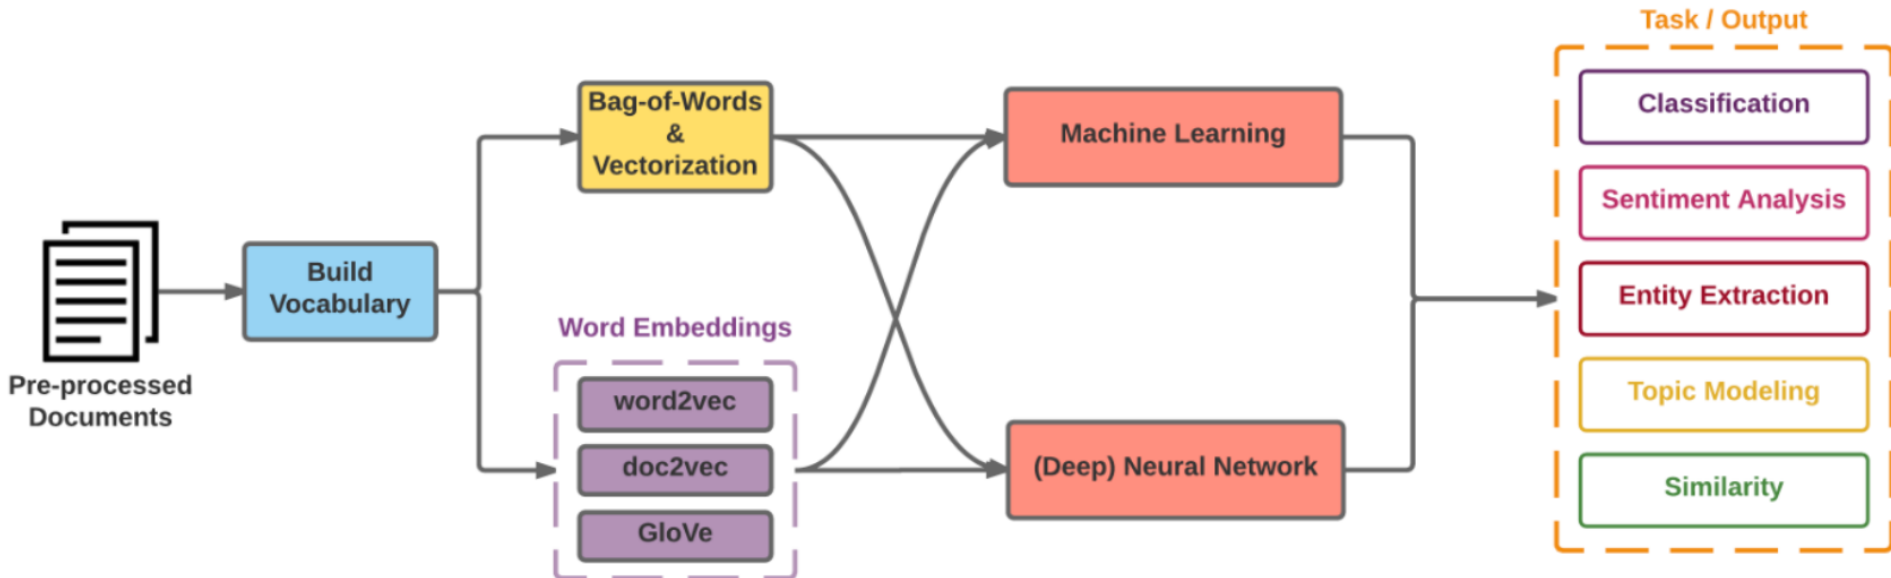 Pre-processed
Documents
Build
Vocabulary
Bag-of-Words
&
Vectorization
Word Embeddings
word2vec
doc2vec
GloVe
Machine Learning
(Deep) Neural Network
Task / Output
Classification
Sentiment Analysis
Entity Extraction
Topic Modeling
Similarity